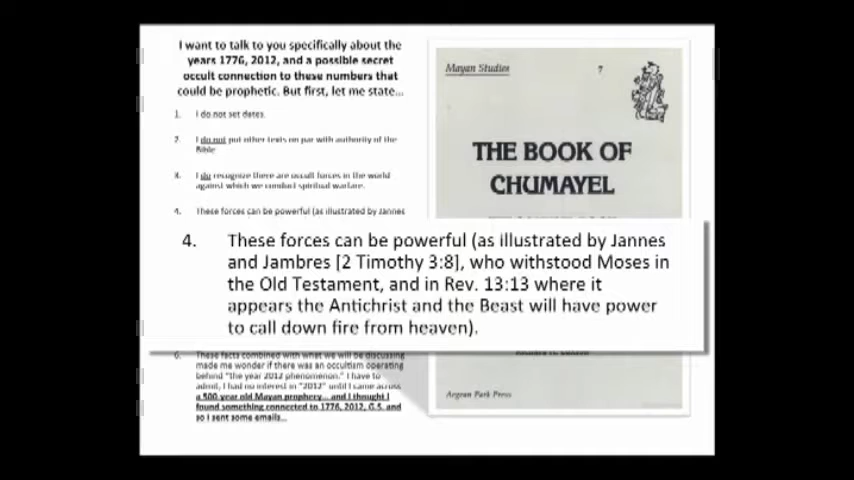 I want to talk to you specifically about the
years 1776, 2012, and a possible secret
occult connection to these numbers that
could be prophetic. But first, let me state...
1. I do not set dates.
2. I do not put other texts on par with authority of the
Bible
3. I do recognize there are occult forces in the world
against which we conduct spiritual warfare.
4. These forces can be powerful (as illustrated by Jannes
4. These forces can be powerful (as illustrated by Jannes
and Jambres [2 Timothy 3:8], who withstood Moses in
the Old Testament, and in Rev. 13:13 where it
appears the Antichrist and the Beast will have power
to call down fire from heaven).
6. These facts combined with what we will be discussing
made me wonder if there was an occultism operating
behind "the year 2012 phenomenon." I have to
admit, I had no interest in "2012" until I came across
a 500 year old Mayan prophecy... and I thought I
found something connected to 1776, 2012, G.S. and
so I sent some emails...
Mayan Studies 7
THE BOOK OF
CHUMAYEL
Aegean Park Press